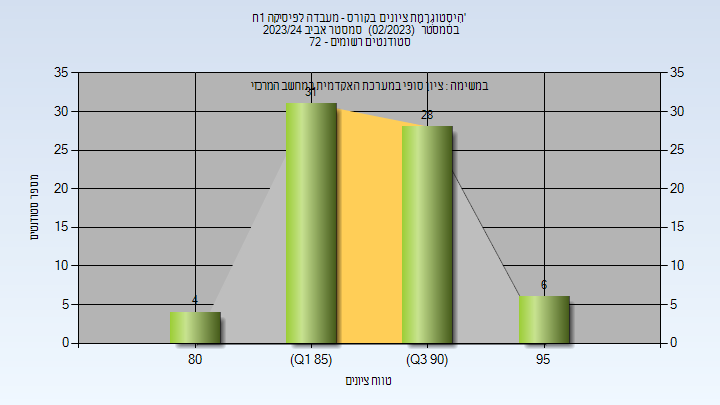 'הִיסְטוֹגְרָמַת ציונים בקורס - מעבדה לפיסיקה 1ח
בסמסטר (02/2023) סמסטר אביב 2023/24
סטודנטים רשומים - 72
במשימה : ציון סופי במערכת האקדמית במחשב המרכזי
35 35
30 31 30
28
25 25
20 20
15 15
10 10
5 4 6 5
0 0
80 (Q1 85) (Q3 90) 95
מספר סטודנטים
טווח ציונים